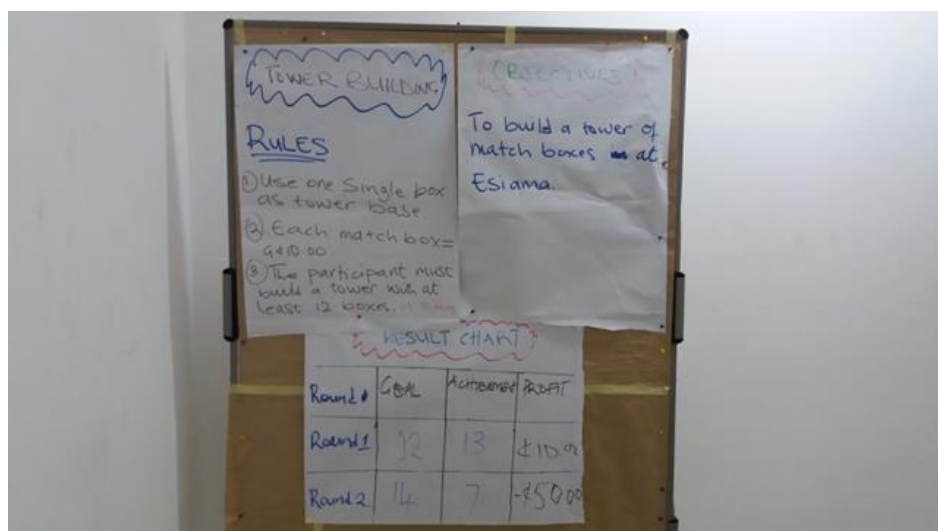 TOWER BUILDING
RULES
① Use one Single box
as tower base
② Each match box =
G¢10.00
③ The participant must
build a tower with at
least 12 boxes.
OBJECTIVES
To build a tower of
match boxes at
Esiama.
RESULT CHART
Round GOAL ACHIEVEMENT PROFIT
Round 1 12 13 ¢10.00
Round 2 14 7 -¢50.00